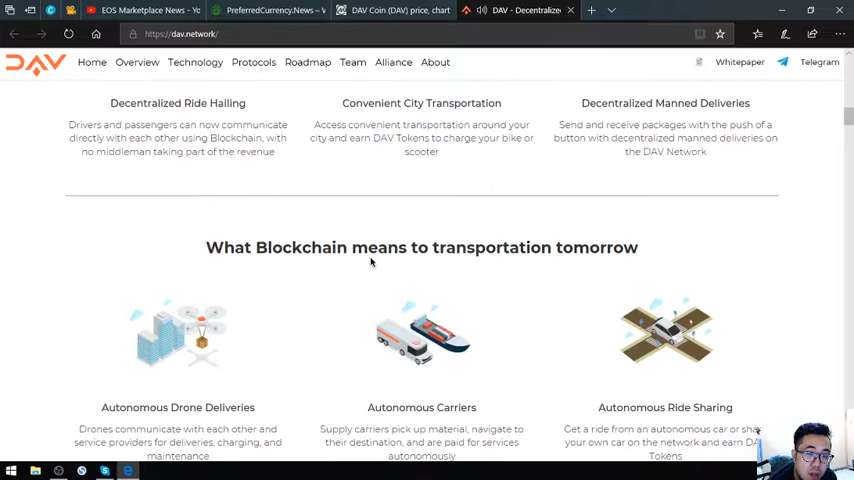 EOS Marketplace News - Yo
PreferredCurrency.News – V
DAV Coin (DAV) price, chart
DAV - Decentralize
https://dav.network/
DAV
Home Overview Technology Protocols Roadmap Team Alliance About
Whitepaper Telegram
Decentralized Ride Hailing
Drivers and passengers can now communicate
directly with each other using Blockchain, with
no middleman taking part of the revenue
Convenient City Transportation
Access convenient transportation around your
city and earn DAV Tokens to charge your bike or
scooter
Decentralized Manned Deliveries
Send and receive packages with the push of a
button with decentralized manned deliveries on
the DAV Network
What Blockchain means to transportation tomorrow
Autonomous Drone Deliveries
Drones communicate with each other and
service providers for deliveries, charging, and
maintenance
Autonomous Carriers
Supply carriers pick up material, navigate to
their destination, and are paid for services
autonomously
Autonomous Ride Sharing
Get a ride from an autonomous car or sha
your own car on the network and earn DA
Tokens